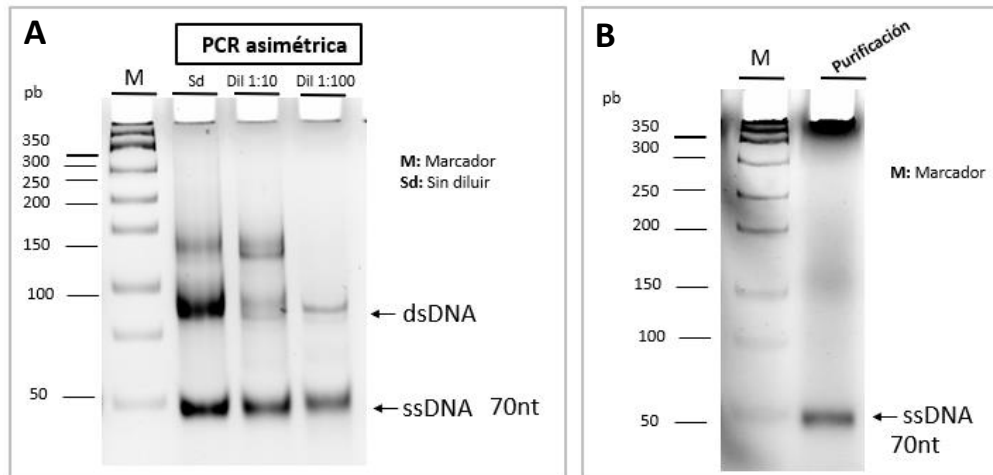 A
PCR asimétrica
M
Sd
Dil 1:10
Dil 1:100
pb
350
300
250
200
150
100
50
M: Marcador
Sd: Sin diluir
dsDNA
ssDNA 70nt
B
M
Purificación
pb
350
300
250
200
150
100
50
M: Marcador
ssDNA
70nt